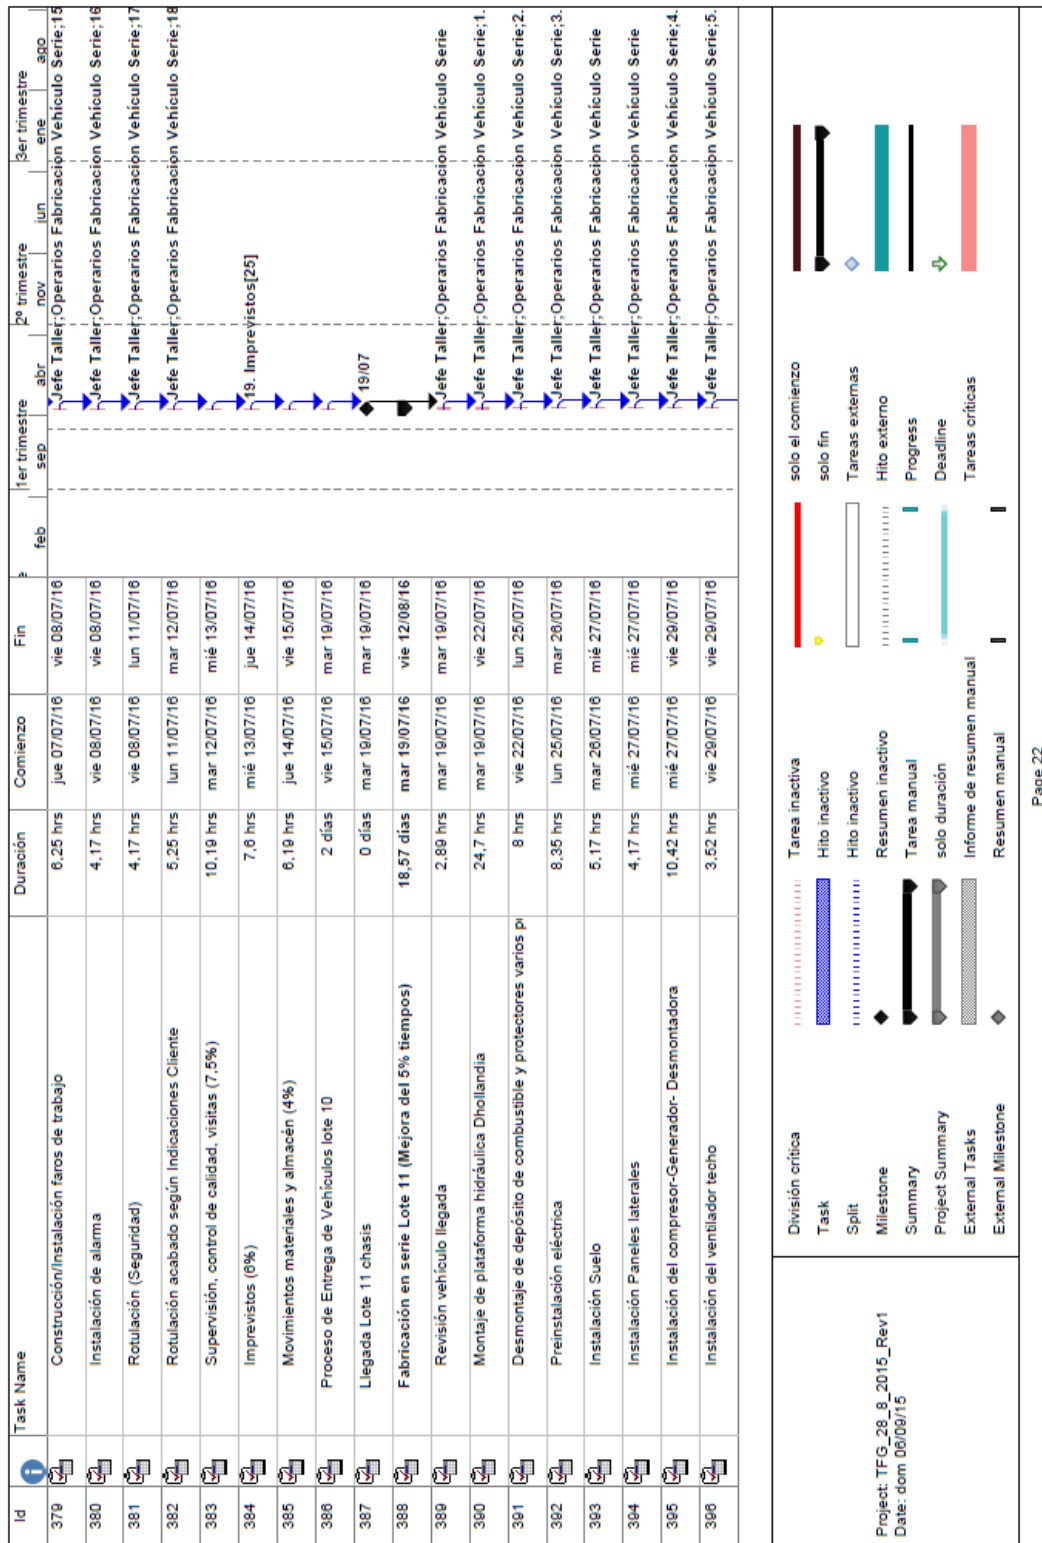 Id Task Name Duración Comienzo Fin 1er trimestre 2º trimestre 3er trimestre
feb sep abr nov jun ene ago
379 Construcción/Instalación faros de trabajo 6,25 hrs jue 07/07/16 vie 08/07/16 Jefe Taller;Operarios Fabricacion Vehículo Serie;15
380 Instalación de alarma 4,17 hrs vie 08/07/16 vie 08/07/16 Jefe Taller;Operarios Fabricacion Vehículo Serie;16
381 Rotulación (Seguridad) 4,17 hrs vie 08/07/16 lun 11/07/16 Jefe Taller;Operarios Fabricacion Vehículo Serie;17
382 Rotulación acabado según Indicaciones Cliente 5,25 hrs lun 11/07/16 mar 12/07/16 Jefe Taller;Operarios Fabricacion Vehículo Serie;18
383 Supervisión, control de calidad, visitas (7,5%) 10,19 hrs mar 12/07/16 mié 13/07/16
384 Imprevistos (6%) 7,6 hrs mié 13/07/16 jue 14/07/16 19. Imprevistos[25]
385 Movimientos materiales y almacén (4%) 6,19 hrs jue 14/07/16 vie 15/07/16
386 Proceso de Entrega de Vehículos lote 10 2 días vie 15/07/16 mar 19/07/16
387 Llegada Lote 11 chasis 0 días mar 19/07/16 mar 19/07/16 19/07
388 Fabricación en serie Lote 11 (Mejora del 5% tiempos) 18,57 días mar 19/07/16 vie 12/08/16
389 Revisión vehículo llegada 2,89 hrs mar 19/07/16 mar 19/07/16 Jefe Taller;Operarios Fabricacion Vehículo Serie
390 Montaje de plataforma hidráulica Dhollandia 24,7 hrs mar 19/07/16 vie 22/07/16 Jefe Taller;Operarios Fabricacion Vehículo Serie;1.
391 Desmontaje de depósito de combustible y protectores varios p 8 hrs vie 22/07/16 lun 25/07/16 Jefe Taller;Operarios Fabricacion Vehículo Serie;2.
392 Preinstalación eléctrica 8,35 hrs lun 25/07/16 mar 26/07/16 Jefe Taller;Operarios Fabricacion Vehículo Serie;3.
393 Instalación Suelo 5,17 hrs mar 26/07/16 mié 27/07/16 Jefe Taller;Operarios Fabricacion Vehículo Serie
394 Instalación Paneles laterales 4,17 hrs mié 27/07/16 mié 27/07/16 Jefe Taller;Operarios Fabricacion Vehículo Serie
395 Instalación del compresor-Generador- Desmontadora 10,42 hrs mié 27/07/16 vie 29/07/16 Jefe Taller;Operarios Fabricacion Vehículo Serie;4.
396 Instalación del ventilador techo 3,52 hrs vie 29/07/16 vie 29/07/16 Jefe Taller;Operarios Fabricacion Vehículo Serie;5.
Project: TFG_28_8_2015_Rev1
Date: dom 06/09/15
División crítica Tarea inactiva solo el comienzo
Task Hito inactivo solo fin
Split Hito inactivo Tareas externas
Milestone Resumen inactivo Hito externo
Summary Tarea manual Progress
Project Summary solo duración Deadline
External Tasks Informe de resumen manual Tareas críticas
External Milestone Resumen manual
Page 22